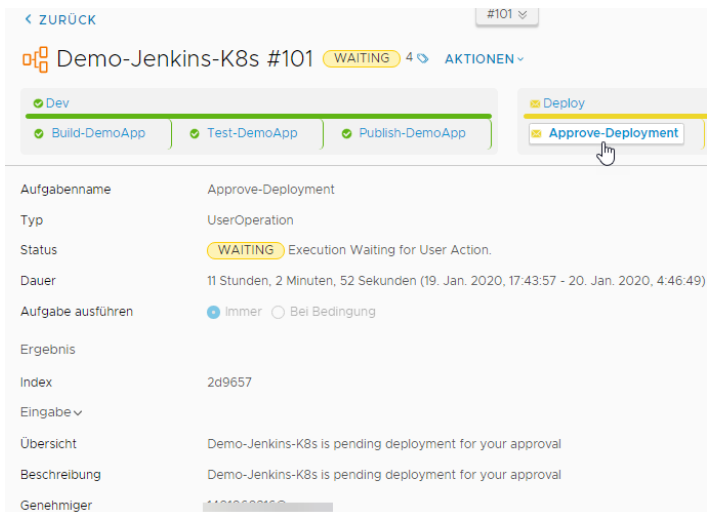 ZURÜCK
#101
Demo-Jenkins-K8s #101 WAITING 4 AKTIONEN
Dev
Deploy
Build-DemoApp Test-DemoApp Publish-DemoApp Approve-Deployment
Aufgabenname Approve-Deployment
Typ UserOperation
Status WAITING Execution Waiting for User Action.
Dauer 11 Stunden, 2 Minuten, 52 Sekunden (19. Jan. 2020, 17:43:57 - 20. Jan. 2020, 4:46:49)
Aufgabe ausführen Immer Bei Bedingung
Ergebnis
Index 2d9657
Eingabe
Übersicht Demo-Jenkins-K8s is pending deployment for your approval
Beschreibung Demo-Jenkins-K8s is pending deployment for your approval
Genehmiger